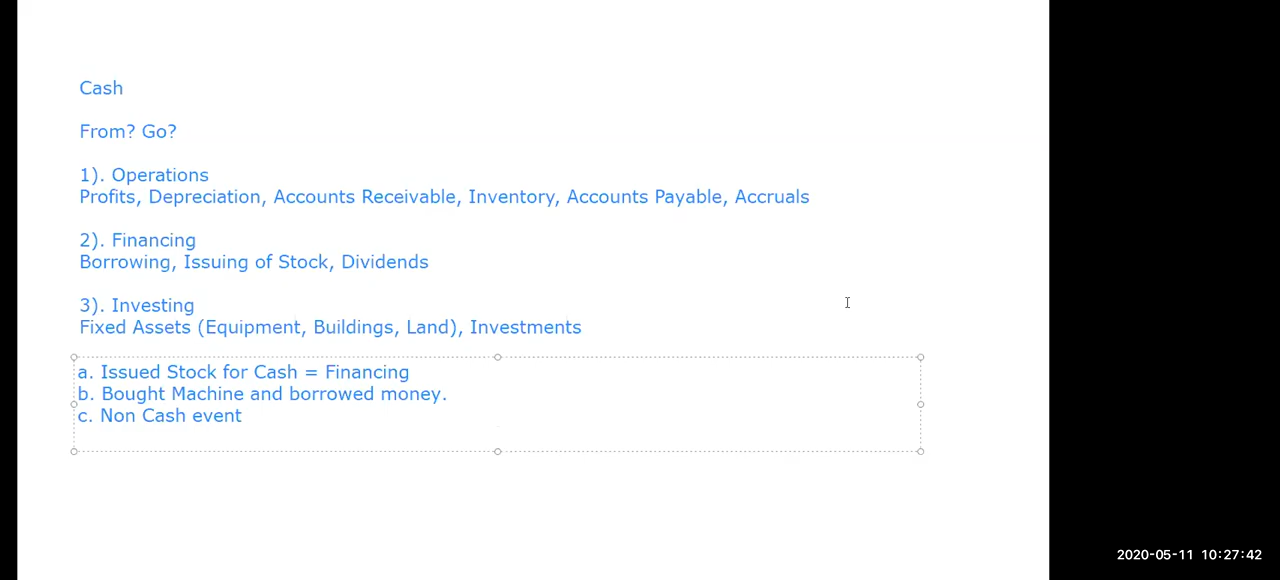 Cash
From? Go?
1). Operations
Profits, Depreciation, Accounts Receivable, Inventory, Accounts Payable, Accruals
2). Financing
Borrowing, Issuing of Stock, Dividends
3). Investing
Fixed Assets (Equipment, Buildings, Land), Investments
a. Issued Stock for Cash = Financing
b. Bought Machine and borrowed money.
c. Non Cash event
2020-05-11 10:27:42